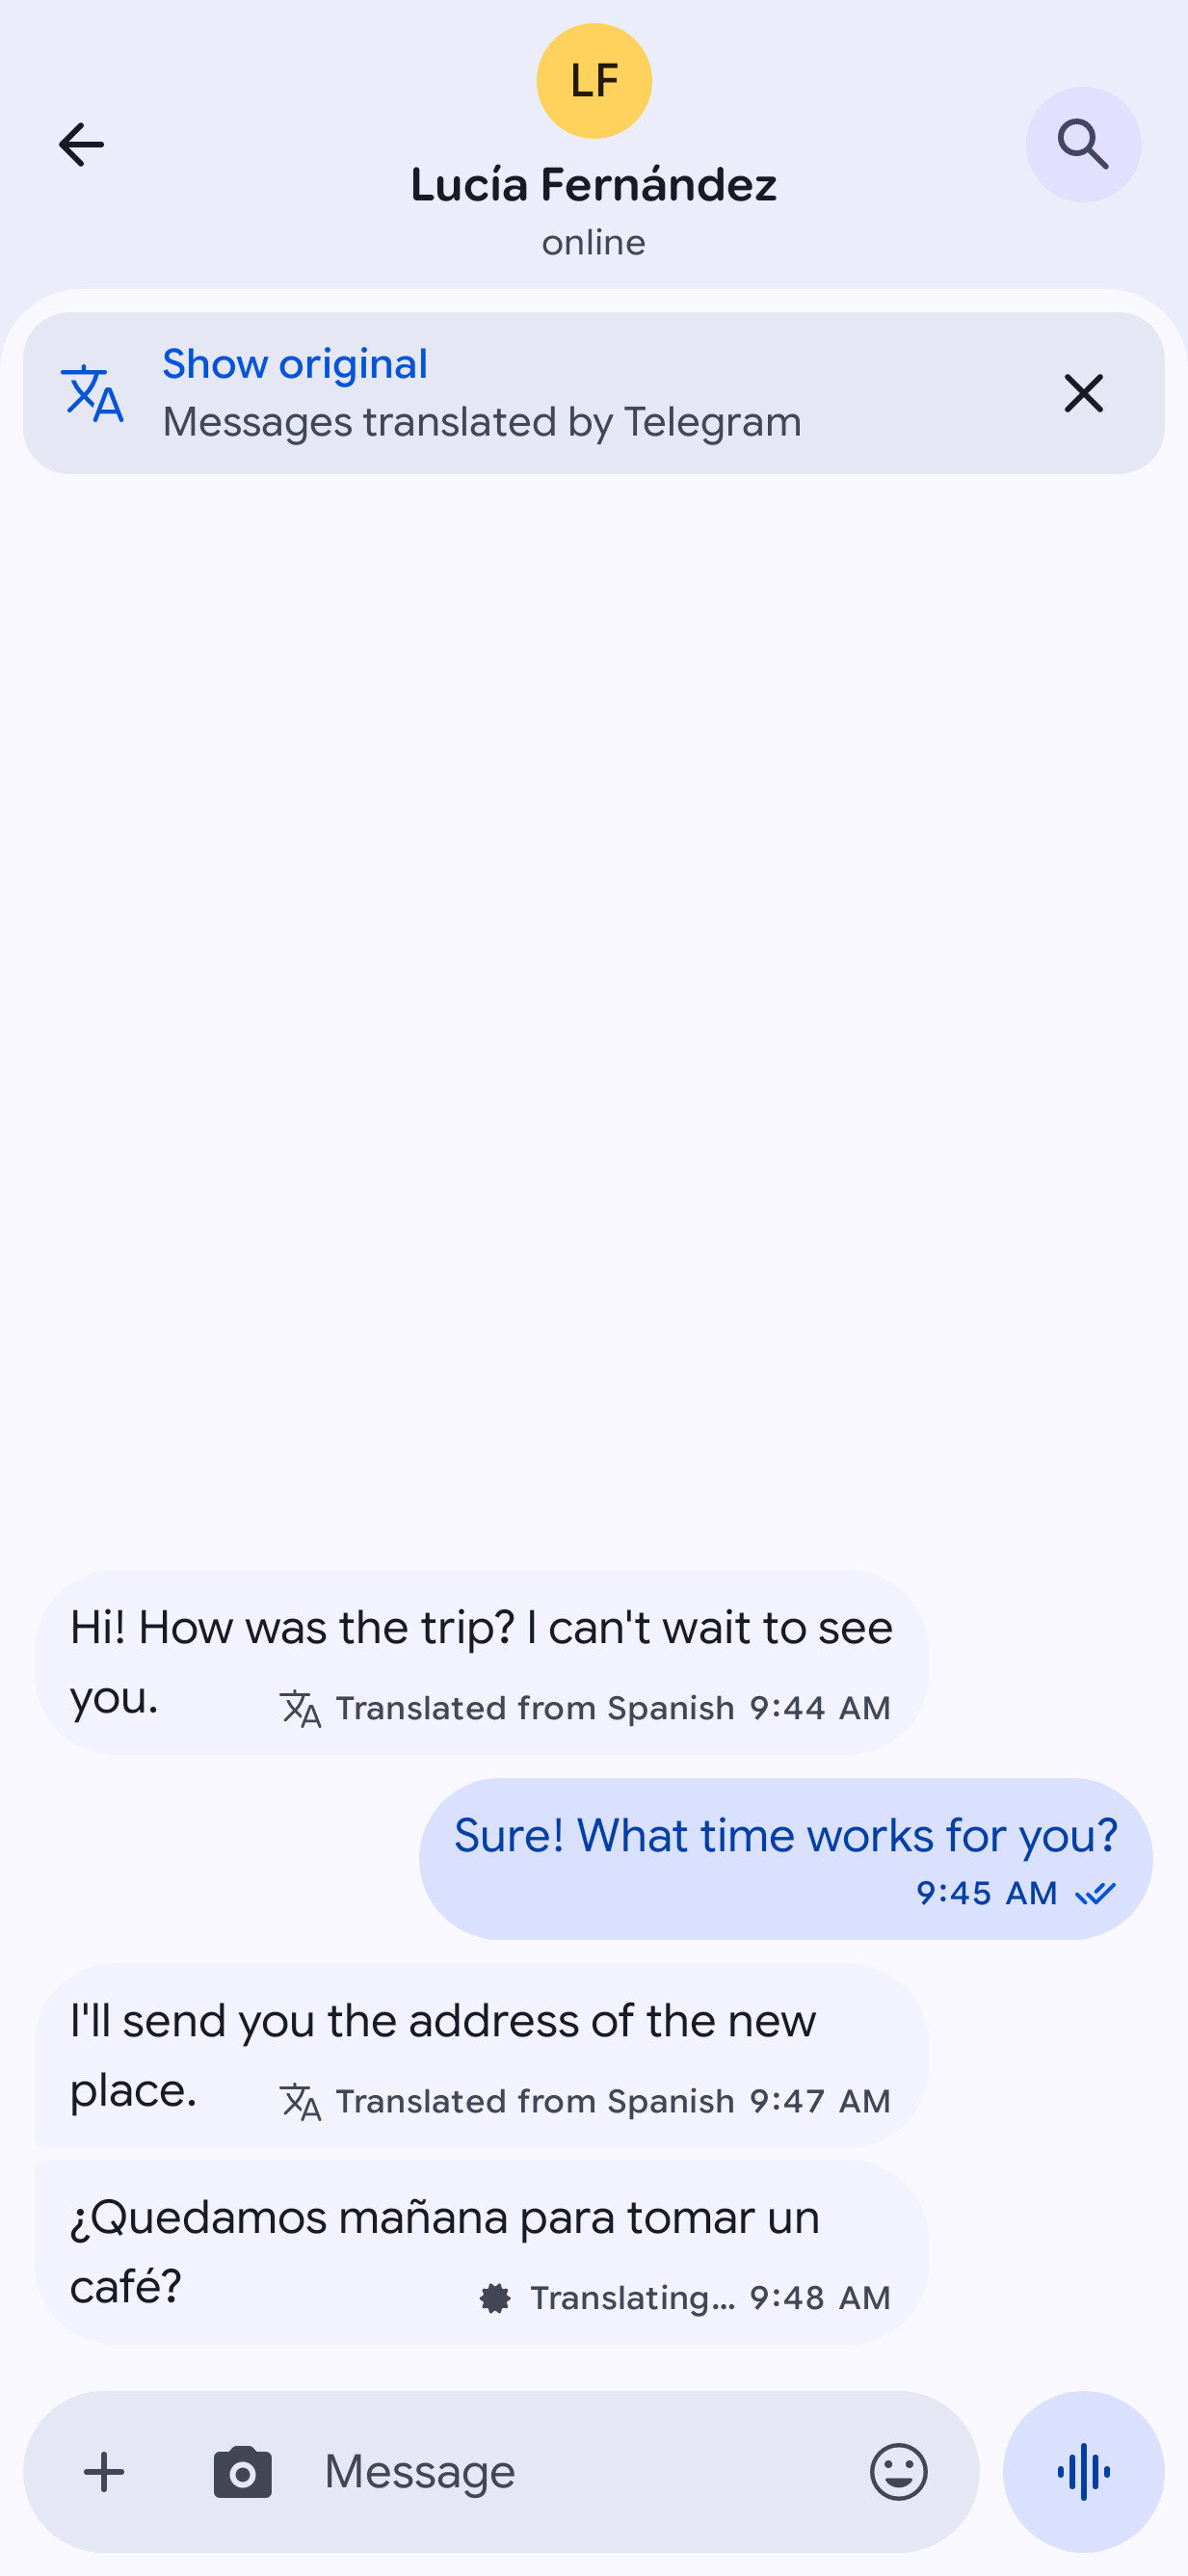 LF
Lucía Fernández
online
Show original
Messages translated by Telegram
Hi! How was the trip? I can't wait to see
you.
Translated from Spanish 9:44 AM
Sure! What time works for you?
9:45 AM
I'll send you the address of the new
place.
Translated from Spanish 9:47 AM
¿Quedamos mañana para tomar un
café?
Translating... 9:48 AM
Message